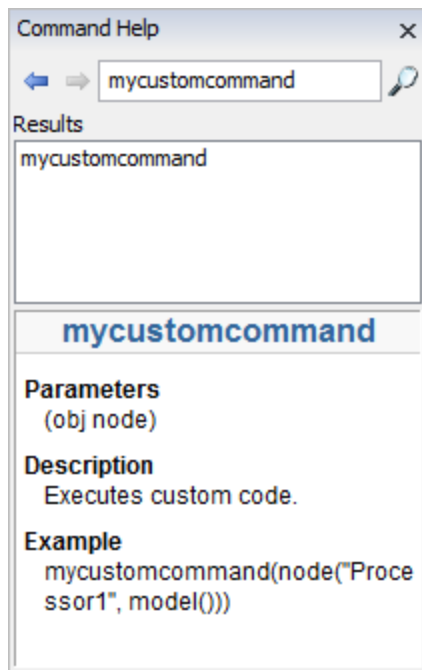 Command Help
mycustomcommand
Results
mycustomcommand
mycustomcommand
Parameters
(obj node)
Description
Executes custom code.
Example
mycustomcommand(node("Proce
ssor1", model()))